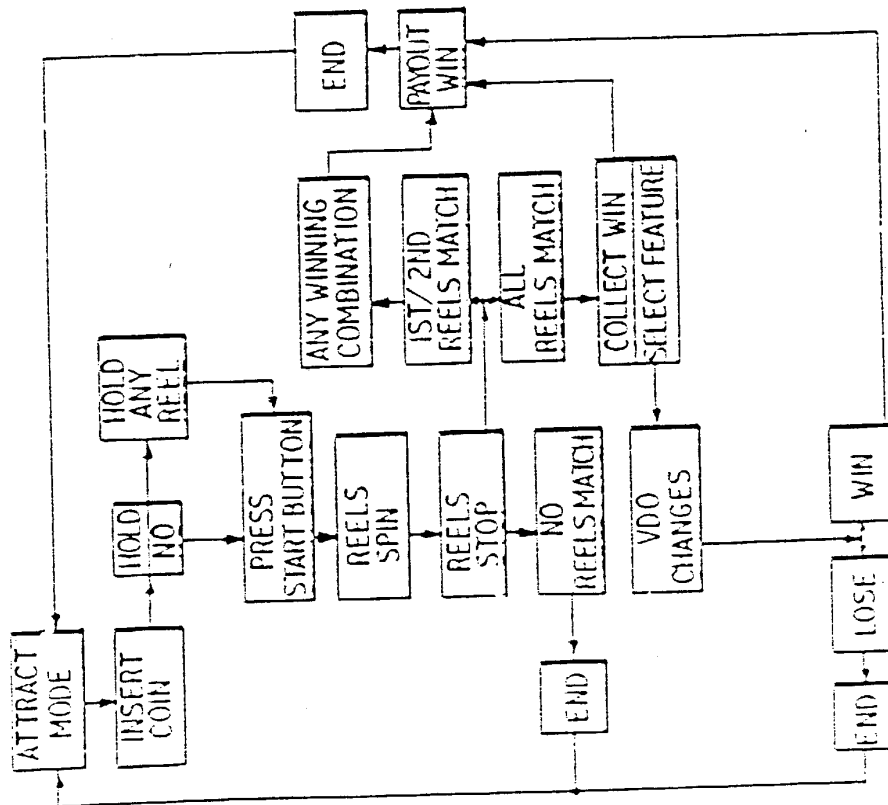 ATTRACT
MODE
INSERT
COIN
HOLD
NO
HOLD
ANY
REEL
PRESS
START BUTTON
REELS
SPIN
REELS
STOP
NO
REELS MATCH
END
ANY WINNING
COMBINATION
1ST/2ND
REELS MATCH
ALL
REELS MATCH
COLLECT WIN
SELECT FEATURE
PAYOUT
WIN
END
VDO
CHANGES
WIN
LOSE
END